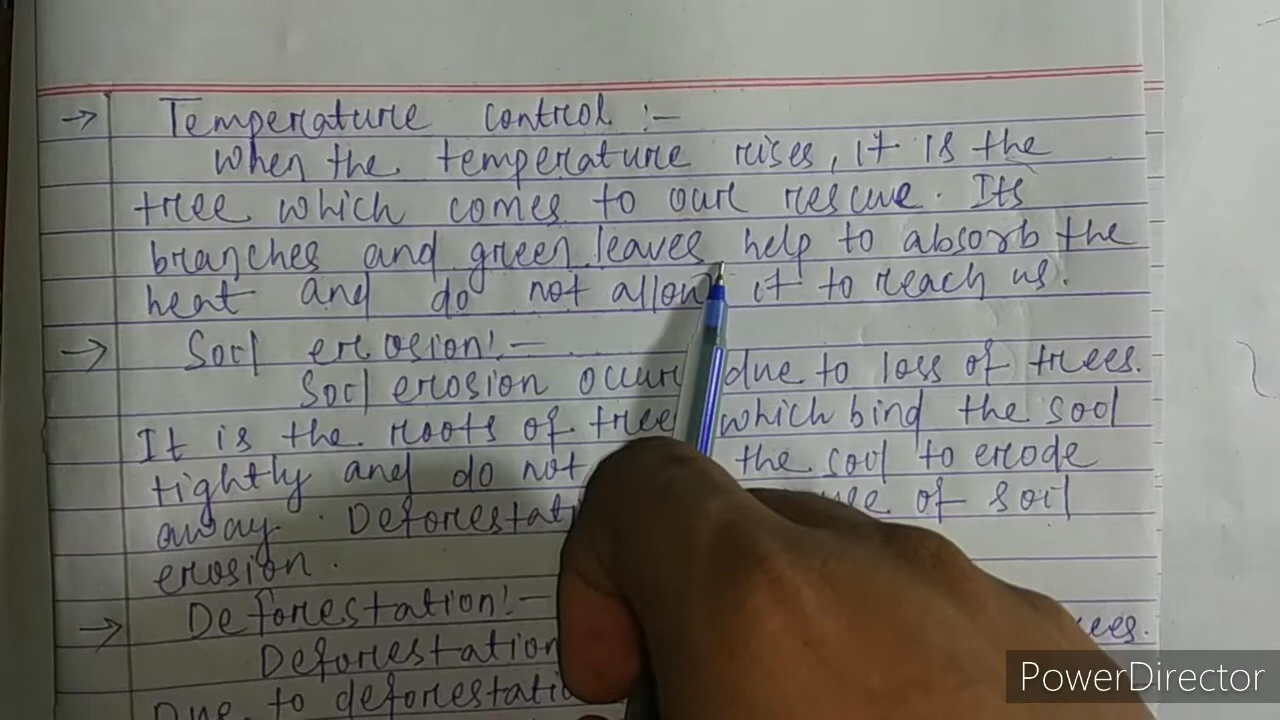 → Temperature control :-
When the temperature rises, it is the
tree which comes to our rescue. Its
branches and green leaves help to absorb the
heat and do not allow it to reach us.
→ Soil erosion :-
Soil erosion occur due to loss of trees.
It is the roots of tree which bind the soil
tightly and do not the soil to erode
away. of soil
erosion.
→ Deforestation :-
Deforestation
Due to
PowerDirector